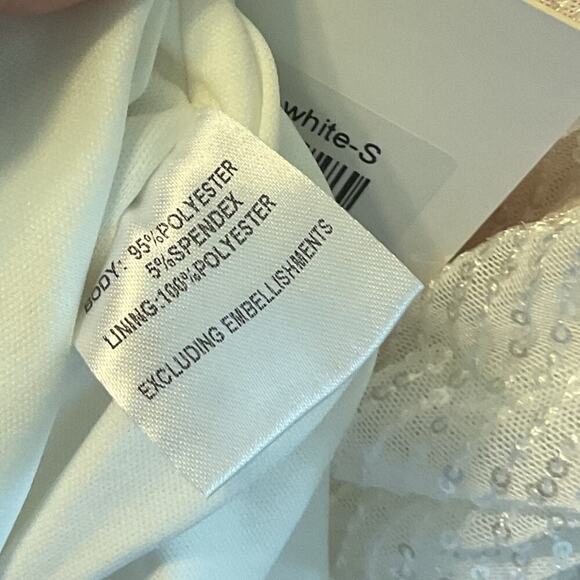 white-S
BODY: 95%POLYESTER
5%SPENDEX
LINING:100%POLYESTER
EXCLUDING EMBELLISHMENTS